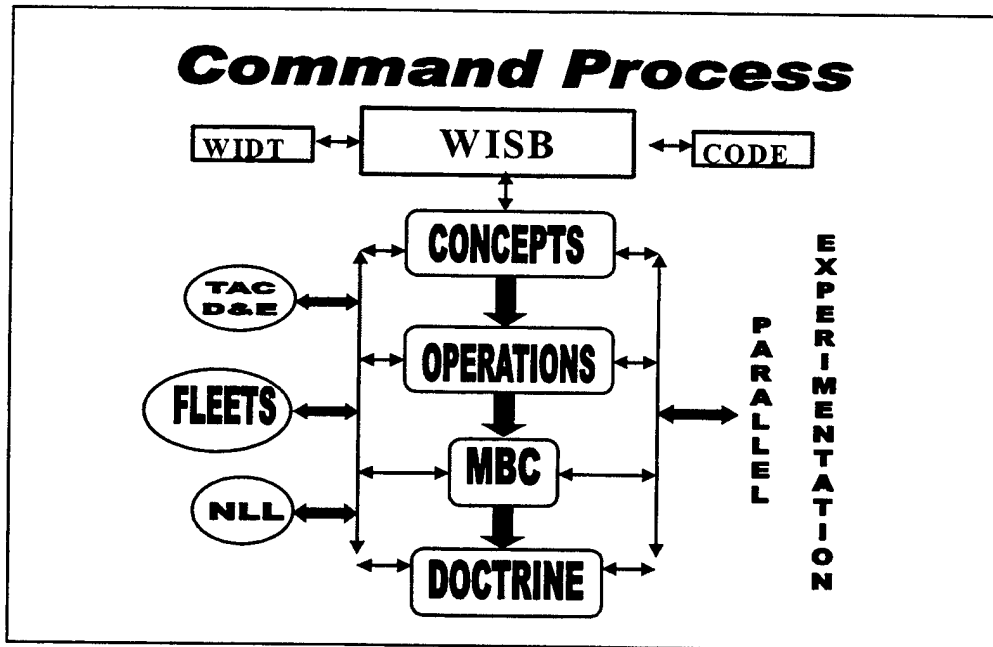 Command Process
WIDT
WISB
CODE
CONCEPTS
TAC
D&E
OPERATIONS
FLEETS
MBC
NLL
DOCTRINE
PARALLEL
EXPERIMENTATION